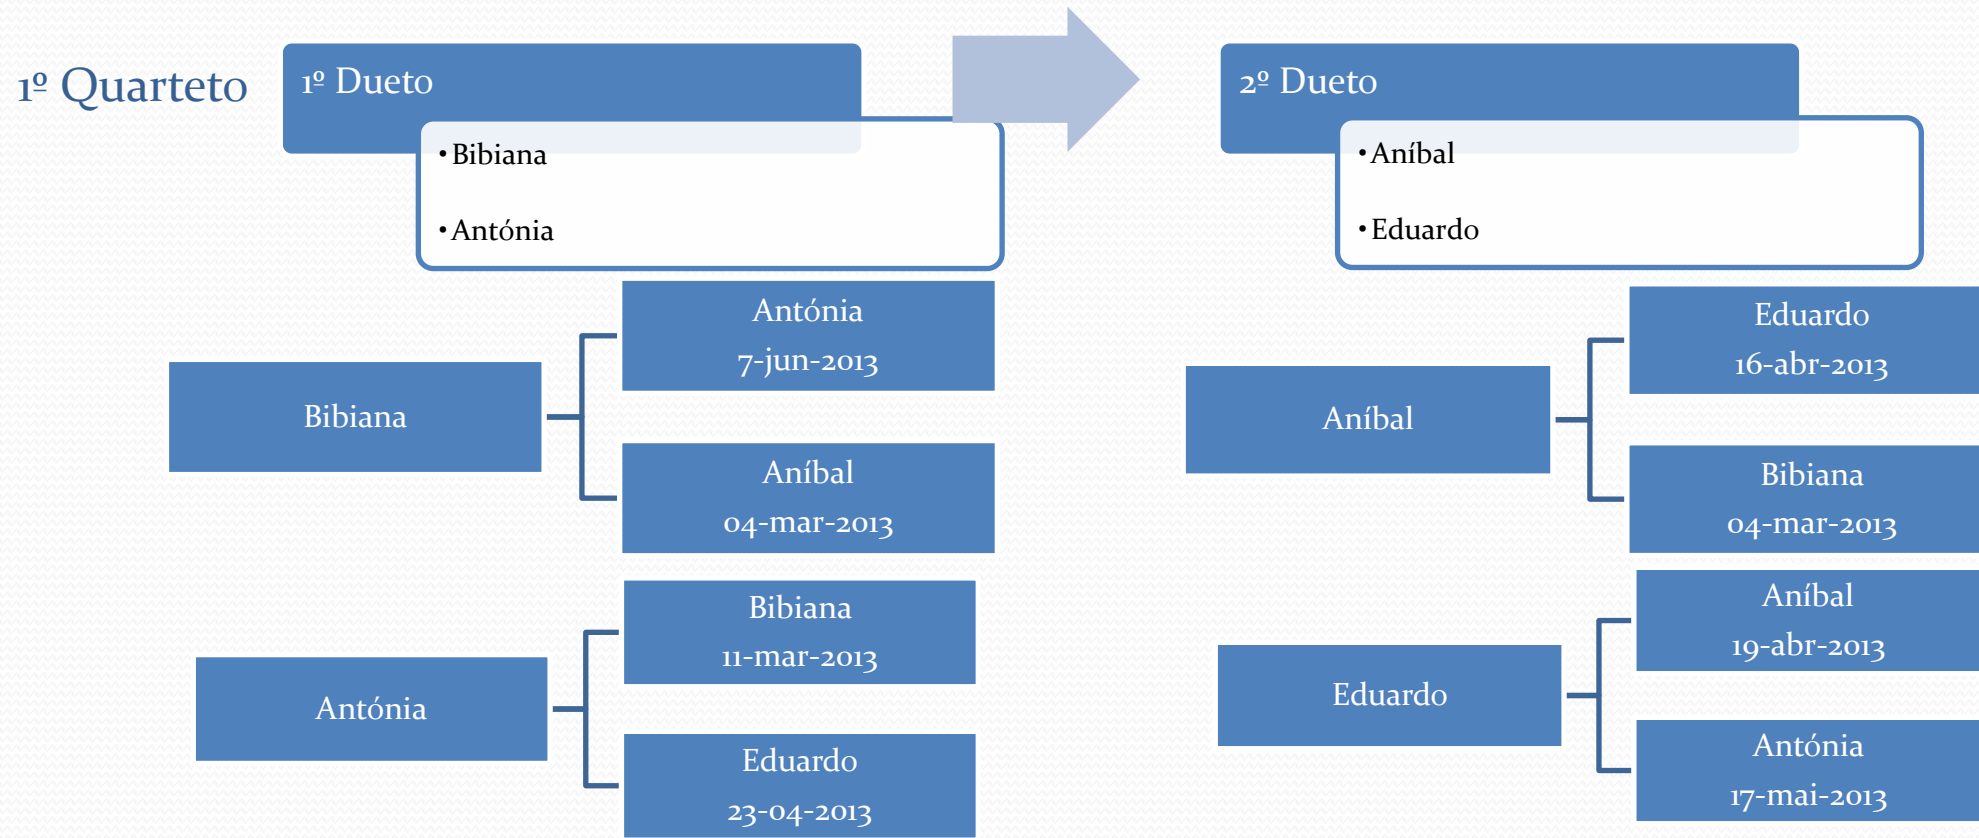 1º Quarteto
1º Dueto
•Bibiana
•Antónia
2º Dueto
•Aníbal
•Eduardo
Bibiana
Antónia
7-jun-2013
Aníbal
04-mar-2013
Antónia
Bibiana
11-mar-2013
Eduardo
23-04-2013
Aníbal
Eduardo
16-abr-2013
Bibiana
04-mar-2013
Eduardo
Aníbal
19-abr-2013
Antónia
17-mai-2013